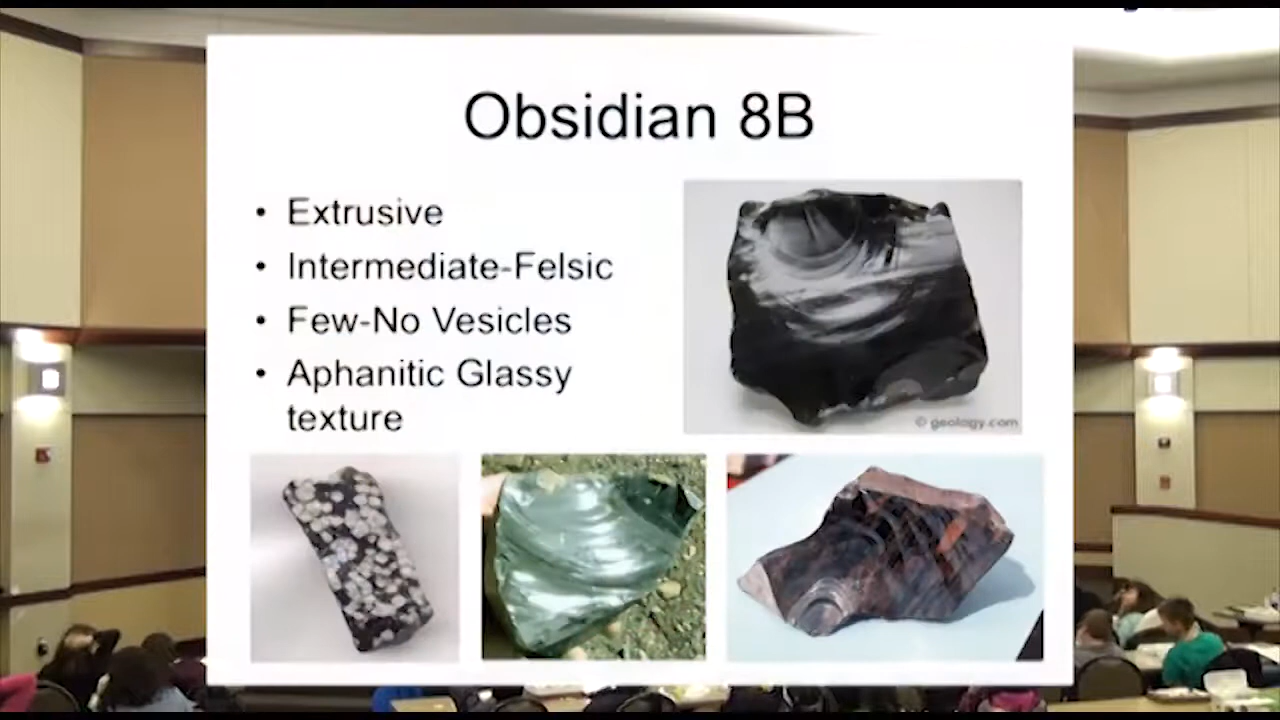 Obsidian 8B
• Extrusive
• Intermediate-Felsic
• Few-No Vesicles
• Aphanitic Glassy
texture
© geology.com